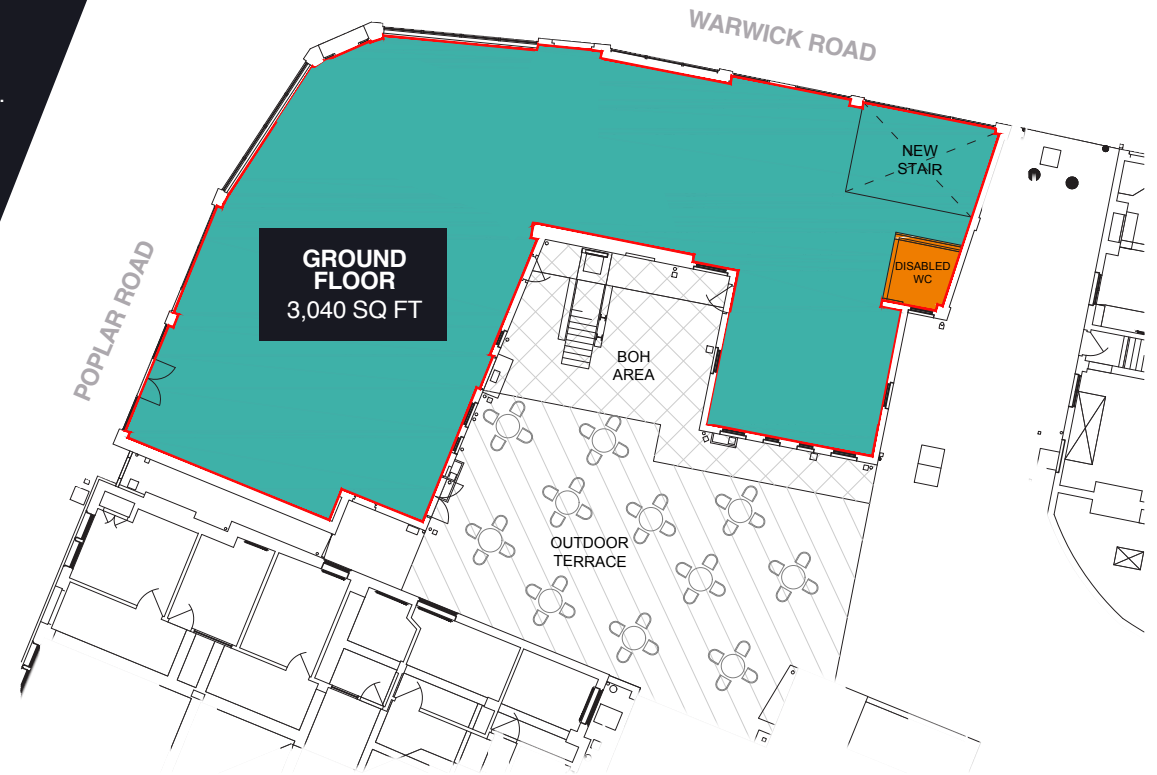 WARWICK ROAD
NEW
STAIR
POPLAR ROAD
GROUND
FLOOR
3,040 SQ FT
DISABLED
WC
BOH
AREA
OUTDOOR
TERRACE